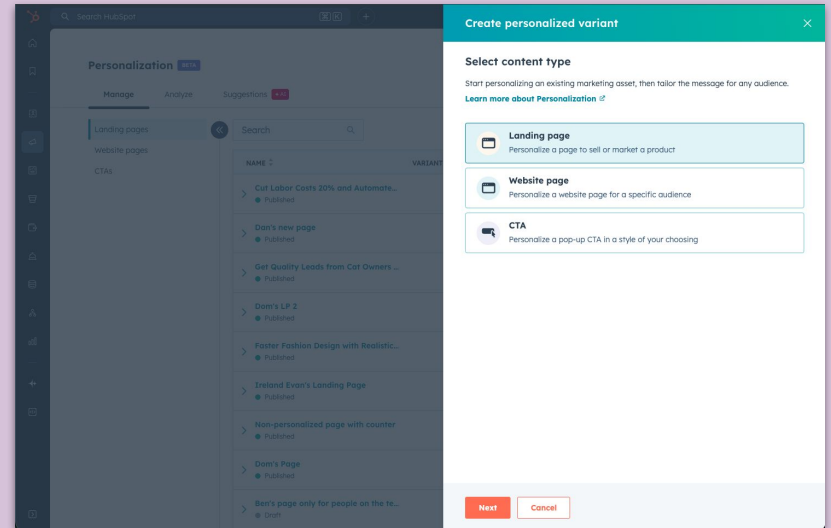 Search HubSpot
⌘ K
+
Create personalized variant
Personalization BETA
Manage
Analyze
Suggestions
Landing pages
Website pages
CTAs
Search
NAME
VARIANT
Cut Labor Costs 20% and Automate...
Published
Dan's new page
Published
Get Quality Leads from Cat Owners ...
Published
Dom's LP 2
Published
Faster Fashion Design with Realistic...
Published
Ireland Evan's Landing Page
Published
Non-personalized page with counter
Published
Dom's Page
Published
Ben's page only for people on the te...
Draft
Select content type
Start personalizing an existing marketing asset, then tailor the message for any audience.
Learn more about Personalization
Landing page
Personalize a page to sell or market a product
Website page
Personalize a website page for a specific audience
CTA
Personalize a pop-up CTA in a style of your choosing
Next
Cancel